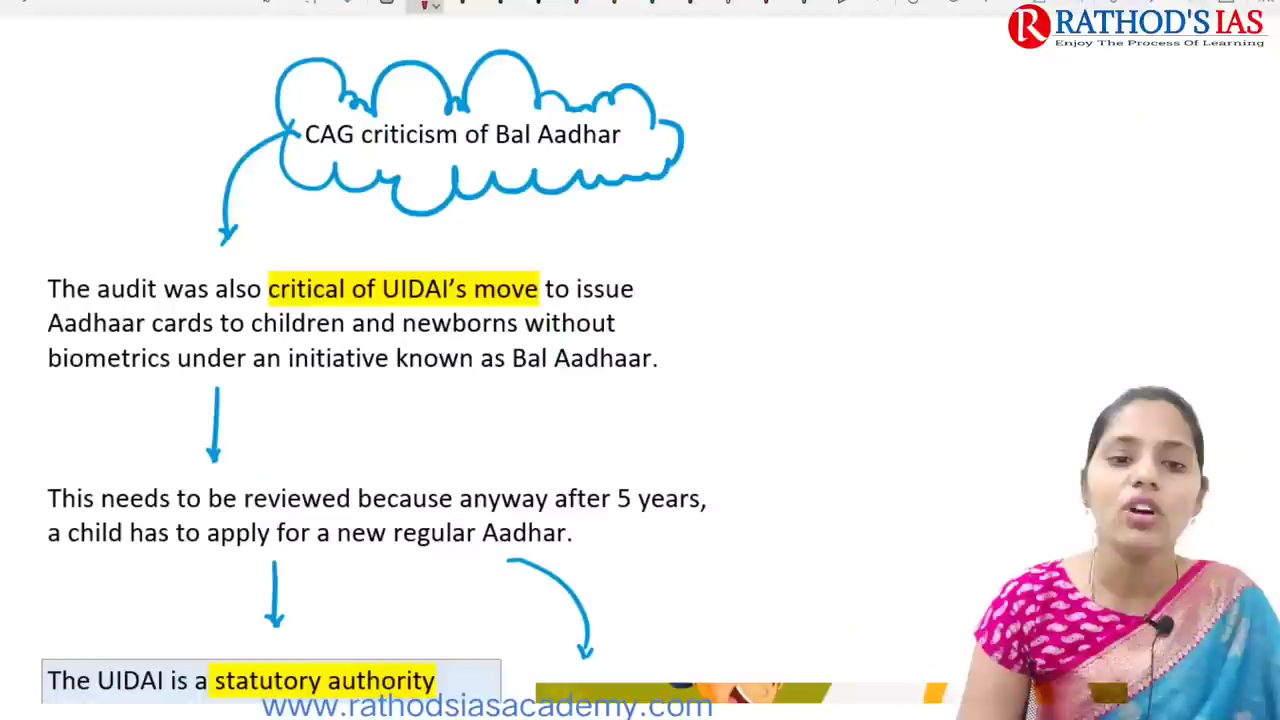 RATHOD'S IAS
Enjoy The Process Of Learning
CAG criticism of Bal Aadhar
The audit was also critical of UIDAI’s move to issue
Aadhaar cards to children and newborns without
biometrics under an initiative known as Bal Aadhaar.
This needs to be reviewed because anyway after 5 years,
a child has to apply for a new regular Aadhar.
The UIDAI is a statutory authority
www.rathodsiasacademy.com